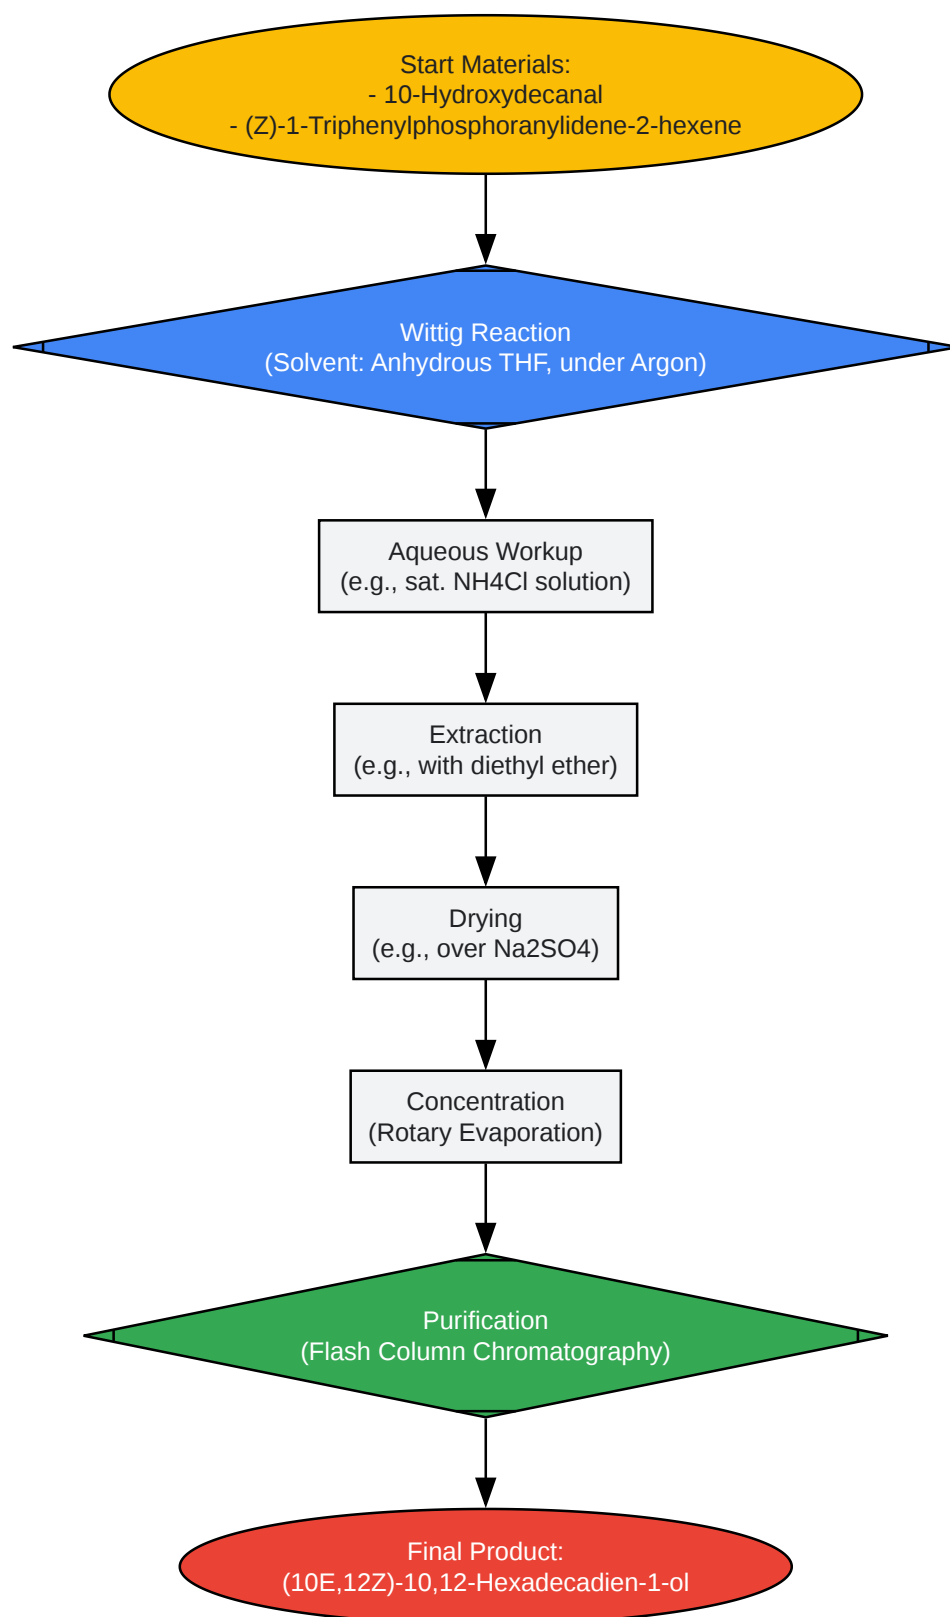 Start Materials:
- 10-Hydroxydecanal
- (Z)-1-Triphenylphosphoranylidene-2-hexene
Wittig Reaction
(Solvent: Anhydrous THF, under Argon)
Aqueous Workup
(e.g., sat. NH4Cl solution)
Extraction
(e.g., with diethyl ether)
Drying
(e.g., over Na2SO4)
Concentration
(Rotary Evaporation)
Purification
(Flash Column Chromatography)
Final Product:
(10E,12Z)-10,12-Hexadecadien-1-ol